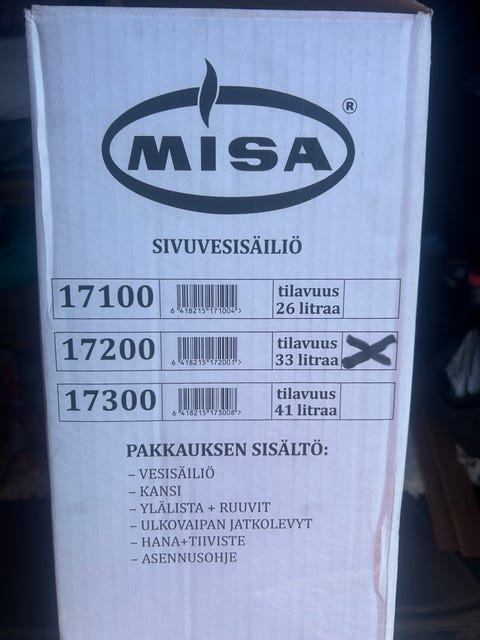 MISA ®
SIVUVESISÄILIÖ
17100 6 418215 171004 > tilavuus
26 litraa
17200 6 418215 172001 > tilavuus
33 litraa
17300 6 418215 173008 > tilavuus
41 litraa
PAKKAUKSEN SISÄLTÖ:
– VESISÄILIÖ
– KANSI
– YLÄLISTA + RUUVIT
– ULKOVAIPAN JATKOLEVYT
– HANA+TIIVISTE
– ASENNUSOHJE